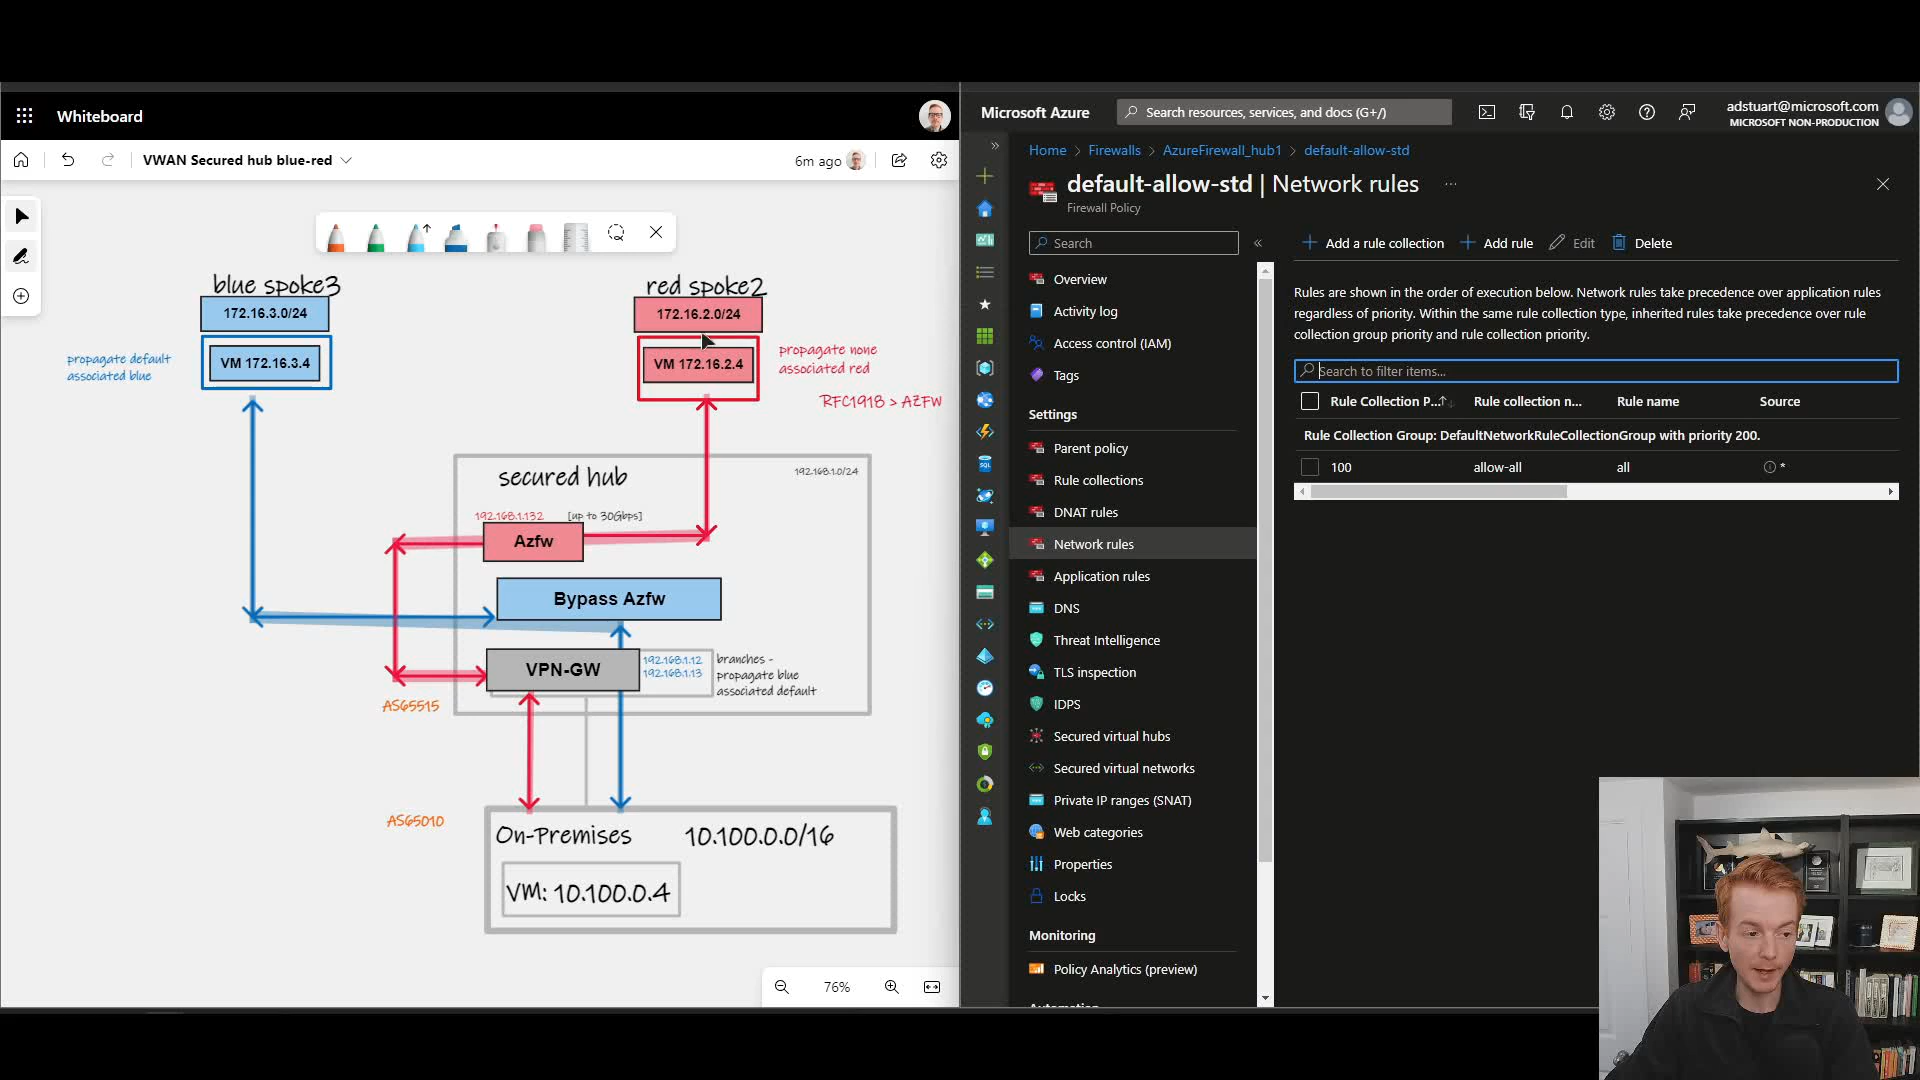 Whiteboard
VWAN Secured hub blue-red
6m ago
blue spoke3
172.16.3.0/24
VM 172.16.3.4
propagate default
associated blue
red spoke2
172.16.2.0/24
VM 172.16.2.4
propagate none
associated red
RFC1918 > AZFW
secured hub
192.168.1.0/24
192.168.1.132
[up to 30Gbps]
Azfw
Bypass Azfw
VPN-GW
192.168.1.12
192.168.1.13
branches -
propagate blue
associated default
AS65515
AS65010
On-Premises 10.100.0.0/16
VM: 10.100.0.4
76%
Microsoft Azure
Search resources, services, and docs (G+/)
adstuart@microsoft.com
MICROSOFT NON-PRODUCTION
Home > Firewalls > AzureFirewall_hub1 > default-allow-std
default-allow-std | Network rules ...
Firewall Policy
Search
Overview
Activity log
Access control (IAM)
Tags
Settings
Parent policy
Rule collections
DNAT rules
Network rules
Application rules
DNS
Threat Intelligence
TLS inspection
IDPS
Secured virtual hubs
Secured virtual networks
Private IP ranges (SNAT)
Web categories
Properties
Locks
Monitoring
Policy Analytics (preview)
Add a rule collection
Add rule
Edit
Delete
Rules are shown in the order of execution below. Network rules take precedence over application rules
regardless of priority. Within the same rule collection type, inherited rules take precedence over rule
collection group priority and rule collection priority.
Search to filter items...
Rule Collection P... Rule collection n... Rule name Source
Rule Collection Group: DefaultNetworkRuleCollectionGroup with priority 200.
100 allow-all all *